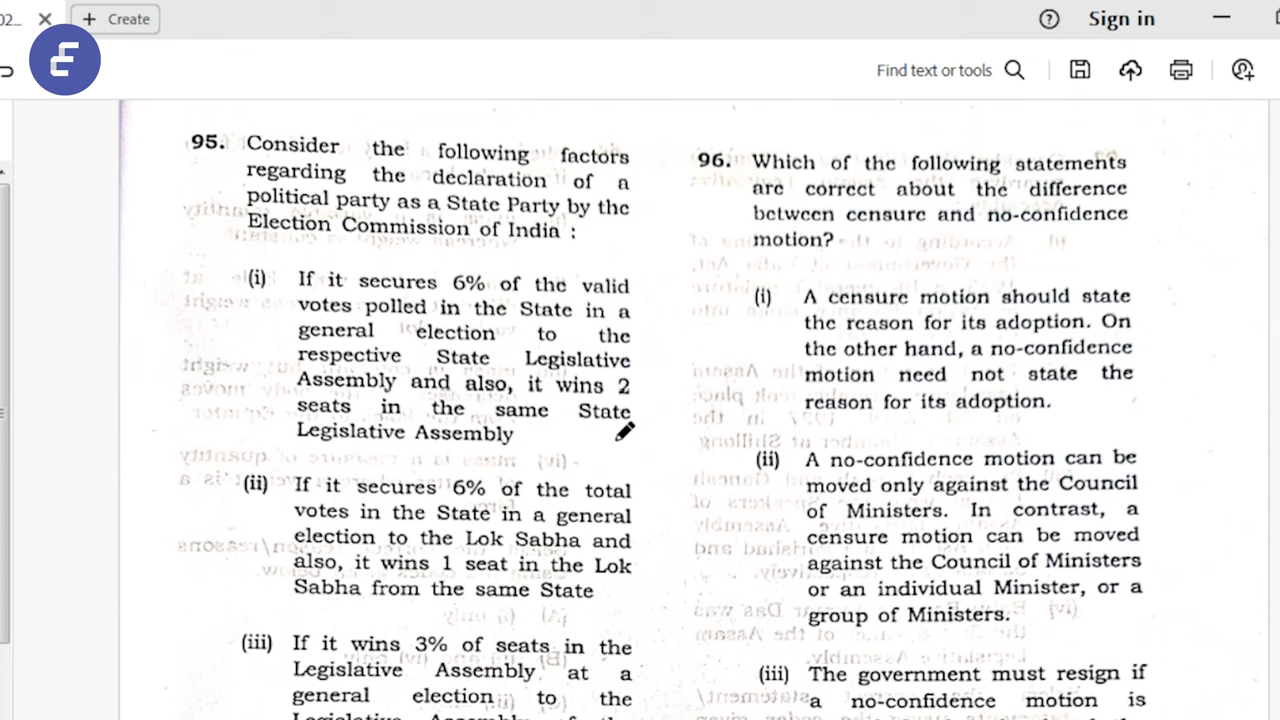 02...
Create
Sign in
Find text or tools
95. Consider the following factors
regarding the declaration of a
political party as a State Party by the
Election Commission of India :
(i) If it secures 6% of the valid
votes polled in the State in a
general election to the
respective State Legislative
Assembly and also, it wins 2
seats in the same State
Legislative Assembly
(ii) If it secures 6% of the total
votes in the State in a general
election to the Lok Sabha and
also, it wins 1 seat in the Lok
Sabha from the same State
(iii) If it wins 3% of seats in the
Legislative Assembly at a
general election to the
96. Which of the following statements
are correct about the difference
between censure and no-confidence
motion?
(i) A censure motion should state
the reason for its adoption. On
the other hand, a no-confidence
motion need not state the
reason for its adoption.
(ii) A no-confidence motion can be
moved only against the Council
of Ministers. In contrast, a
censure motion can be moved
against the Council of Ministers
or an individual Minister, or a
group of Ministers.
(iii) The government must resign if
a no-confidence motion is